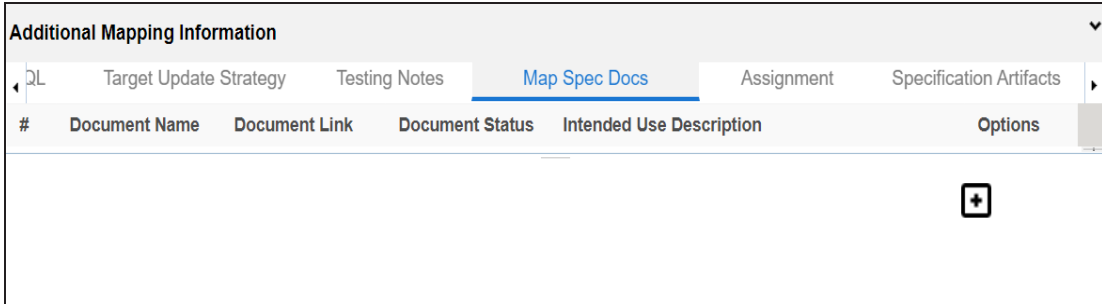 Additional Mapping Information
QL Target Update Strategy Testing Notes Map Spec Docs Assignment Specification Artifacts
# Document Name Document Link Document Status Intended Use Description Options